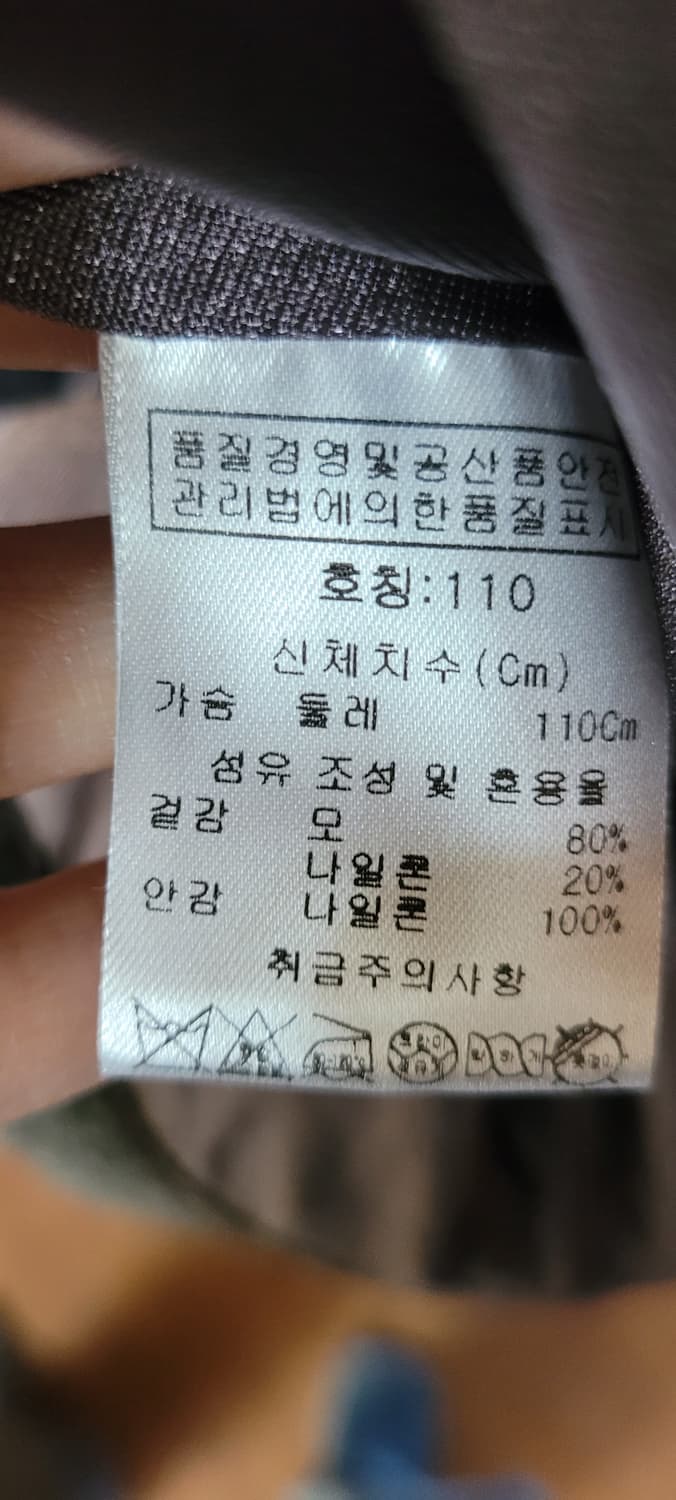 품질경영및공산품안전
관리법에의한품질표시
호칭:110
신체치수(Cm)
가슴 둘레 110Cm
섬유 조성 및 혼용율
겉감 모 80%
나일론 20%
안감 나일론 100%
취급주의사항
약하게